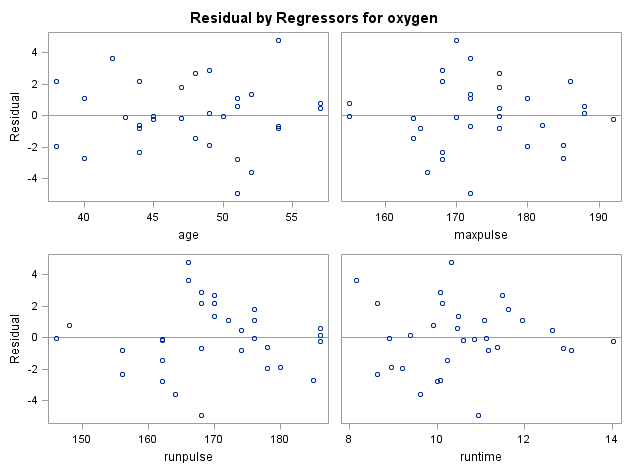 Residual by Regressors for oxygen
Residual
4
2
0
-2
-4
40 45 50 55
age
160 170 180 190
maxpulse
Residual
4
2
0
-2
-4
150 160 170 180
runpulse
8 10 12 14
runtime